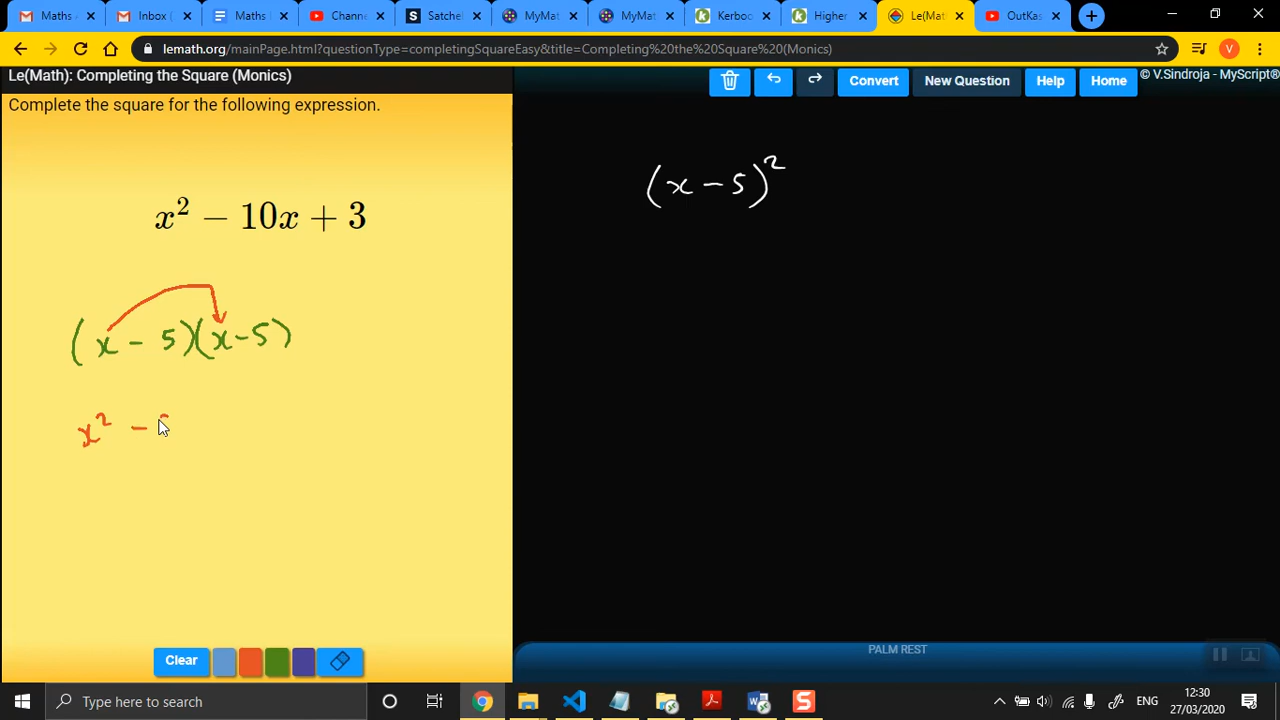 Maths A
Inbox (
Maths L
Channe
Satchel
MyMat
MyMat
Kerboo
Higher
Le(Mat
OutKas
lemath.org/mainPage.html?questionType=completingSquareEasy&title=Completing%20the%20Square%20(Monics)
V
Le(Math): Completing the Square (Monics)
Convert
New Question
Help
Home
© V.Sindroja - MyScript®
Complete the square for the following expression.
x² − 10x + 3
(x − 5)²
(x − 5)(x − 5)
x² −
Clear
PALM REST
Type here to search
ENG
12:30
27/03/2020